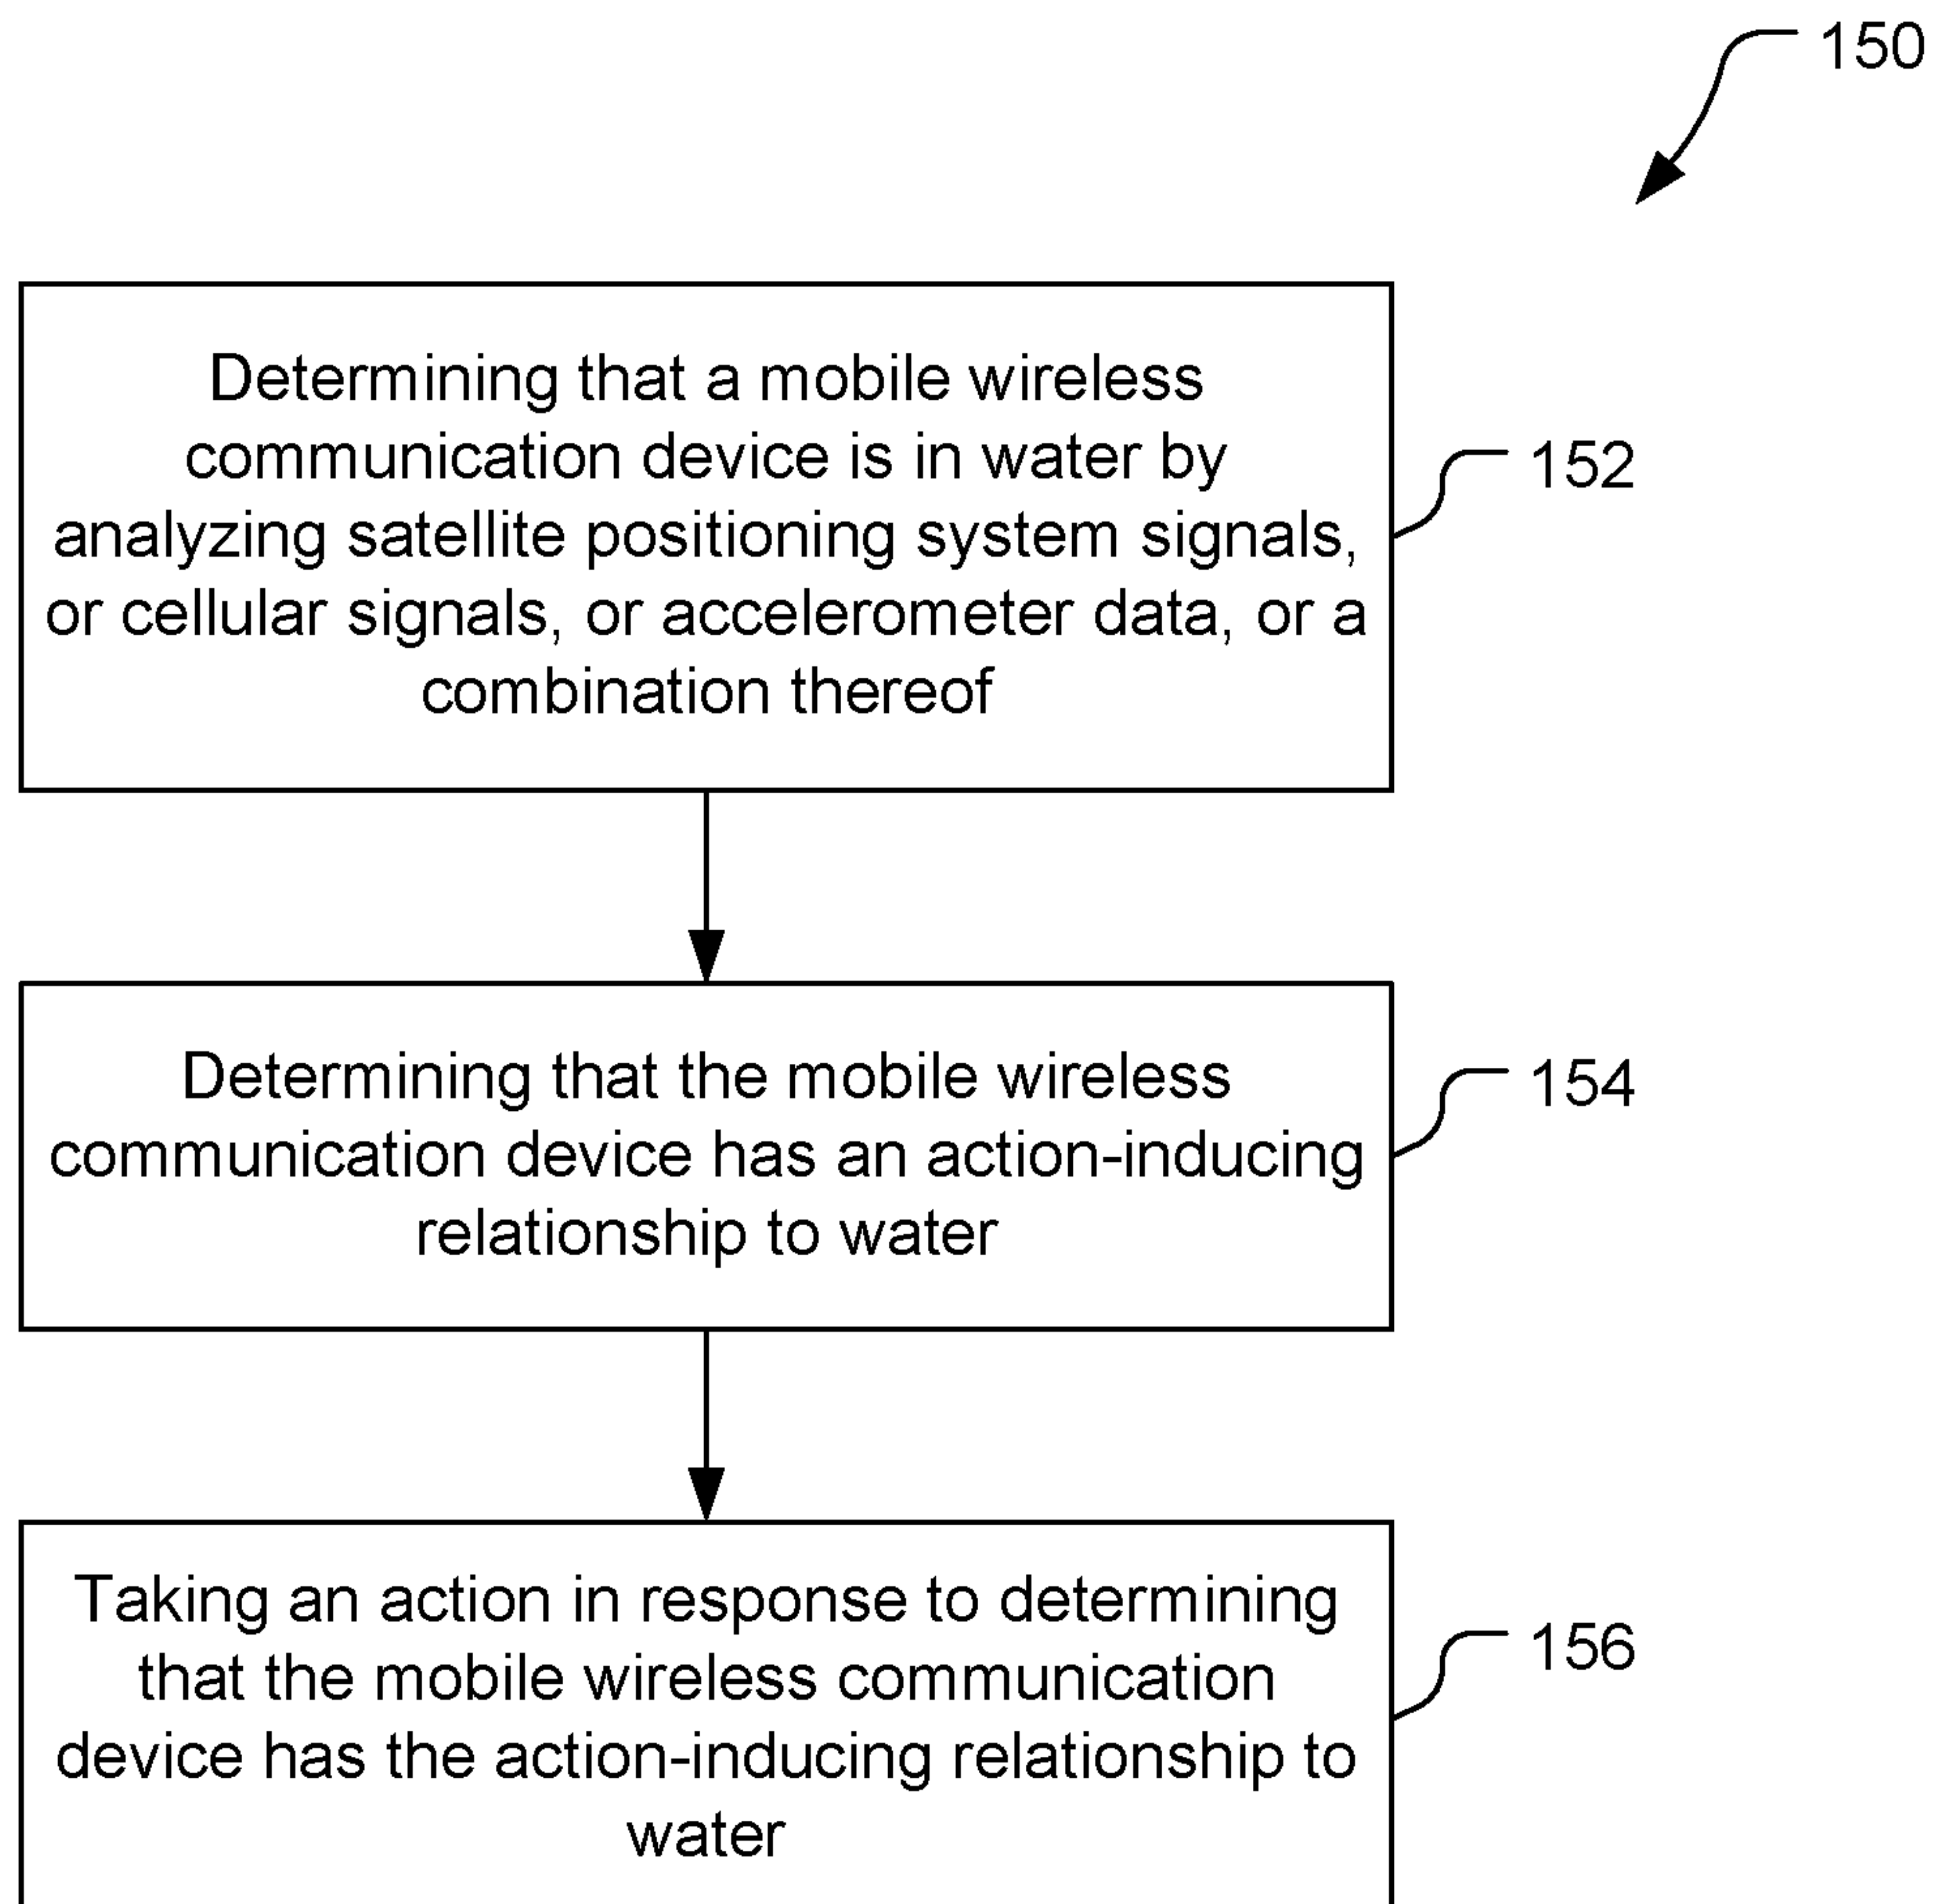 150
Determining that a mobile wireless
communication device is in water by
analyzing satellite positioning system signals,
or cellular signals, or accelerometer data, or a
combination thereof
152
Determining that the mobile wireless
communication device has an action-inducing
relationship to water
154
Taking an action in response to determining
that the mobile wireless communication
device has the action-inducing relationship to
water
156